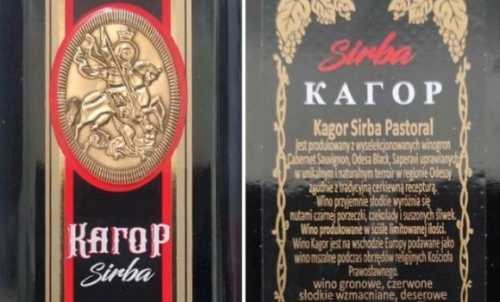 КАГОР
Sirba
Sirba
КАГОР
Kagor Sirba Pastoral
jest produkowany z wyselekcjonowanych winogron
Cabernet Sauvignon, Odesa Black, Saperavi uprawianych
w unikalnym i naturalnym terroir w regionie Odessy
zgodnie z tradycyjną cerkiewną recepturą.
Wino przyjemnie słodkie wyróżnia się
nutami czarnej porzeczki, czekolady i suszonych śliwek.
Wino produkowane w ściśle limitowanej ilości.
Wino Kagor jest na wschodzie Europy podawane jako
wino mszalne podczas obrzędów religijnych Kościoła
Prawosławnego.
wino gronowe, czerwone
słodkie wzmacniane, deserowe